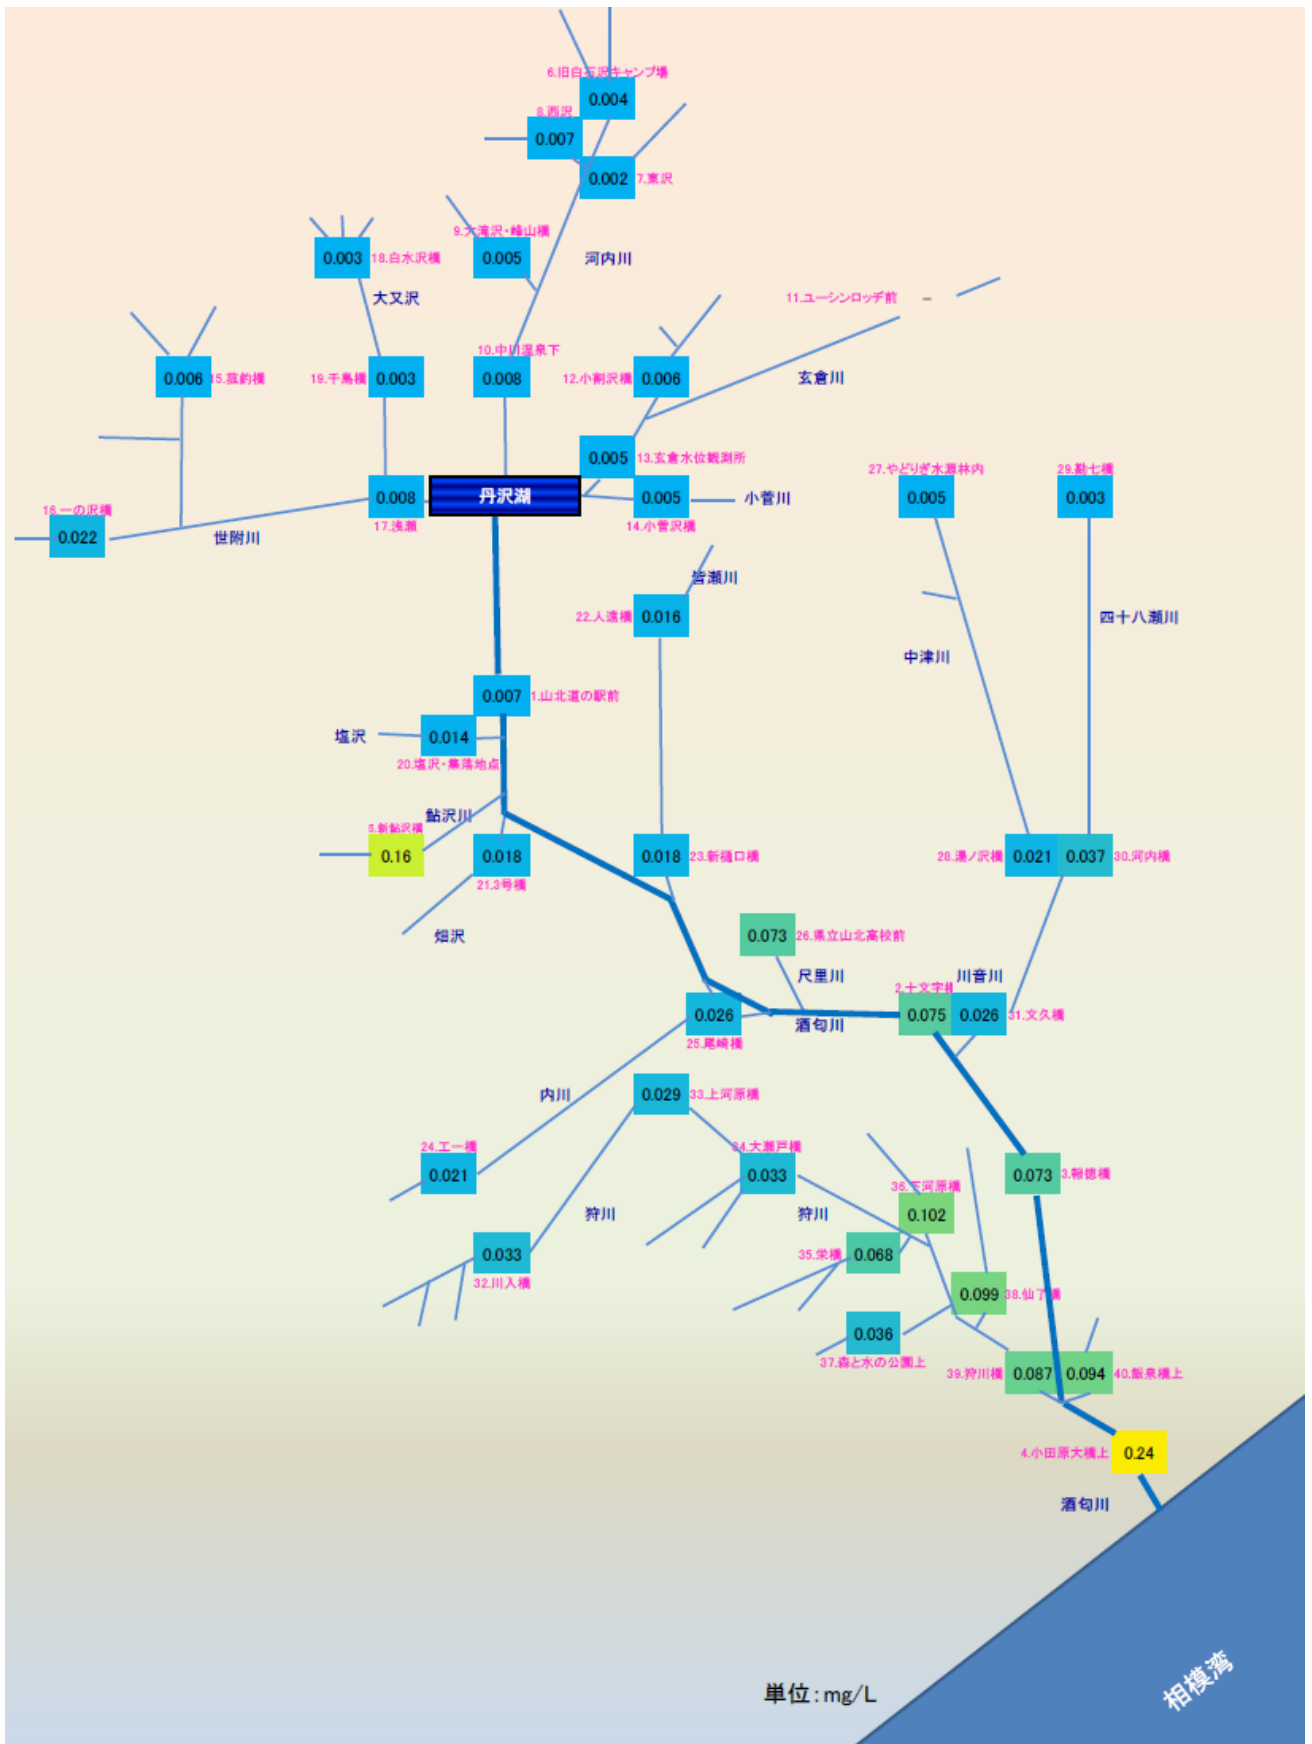 6.旧白石沢キャンプ場
0.004
8.西沢
0.007
0.002
7.東沢
9.大滝沢・峰山橋
0.003
18.白水沢橋
0.005
河内川
大又沢
11.ユーシンロッヂ前
-
10.中川温泉下
0.006
15.菰釣橋
19.千鳥橋
0.003
0.008
12.小割沢橋
0.006
玄倉川
0.005
13.玄倉水位観測所
27.やどりぎ水源林内
29.勘七橋
0.008
丹沢湖
0.005
小菅川
0.005
0.003
16.一の沢橋
17.浅瀬
14.小菅沢橋
0.022
世附川
皆瀬川
22.人遠橋
0.016
四十八瀬川
中津川
0.007
1.山北道の駅前
塩沢
0.014
20.塩沢・集落地点
鮎沢川
5.新鮎沢橋
0.16
0.018
0.018
23.新樋口橋
28.湯ノ沢橋
0.021
0.037
30.河内橋
21.3号橋
畑沢
0.073
26.県立山北高校前
尺里川
川音川
2.十文字橋
0.026
酒匂川
0.075
0.026
31.文久橋
25.尾崎橋
内川
0.029
33.上河原橋
24.工一橋
34.大瀬戸橋
0.021
0.033
0.073
3.報徳橋
36.下河原橋
狩川
狩川
0.102
0.033
35.栄橋
0.068
32.川入橋
0.099
38.仙了橋
0.036
37.森と水の公園上
39.狩川橋
0.087
0.094
40.飯泉橋上
4.小田原大橋上
0.24
酒匂川
相模湾
単位：mg/L